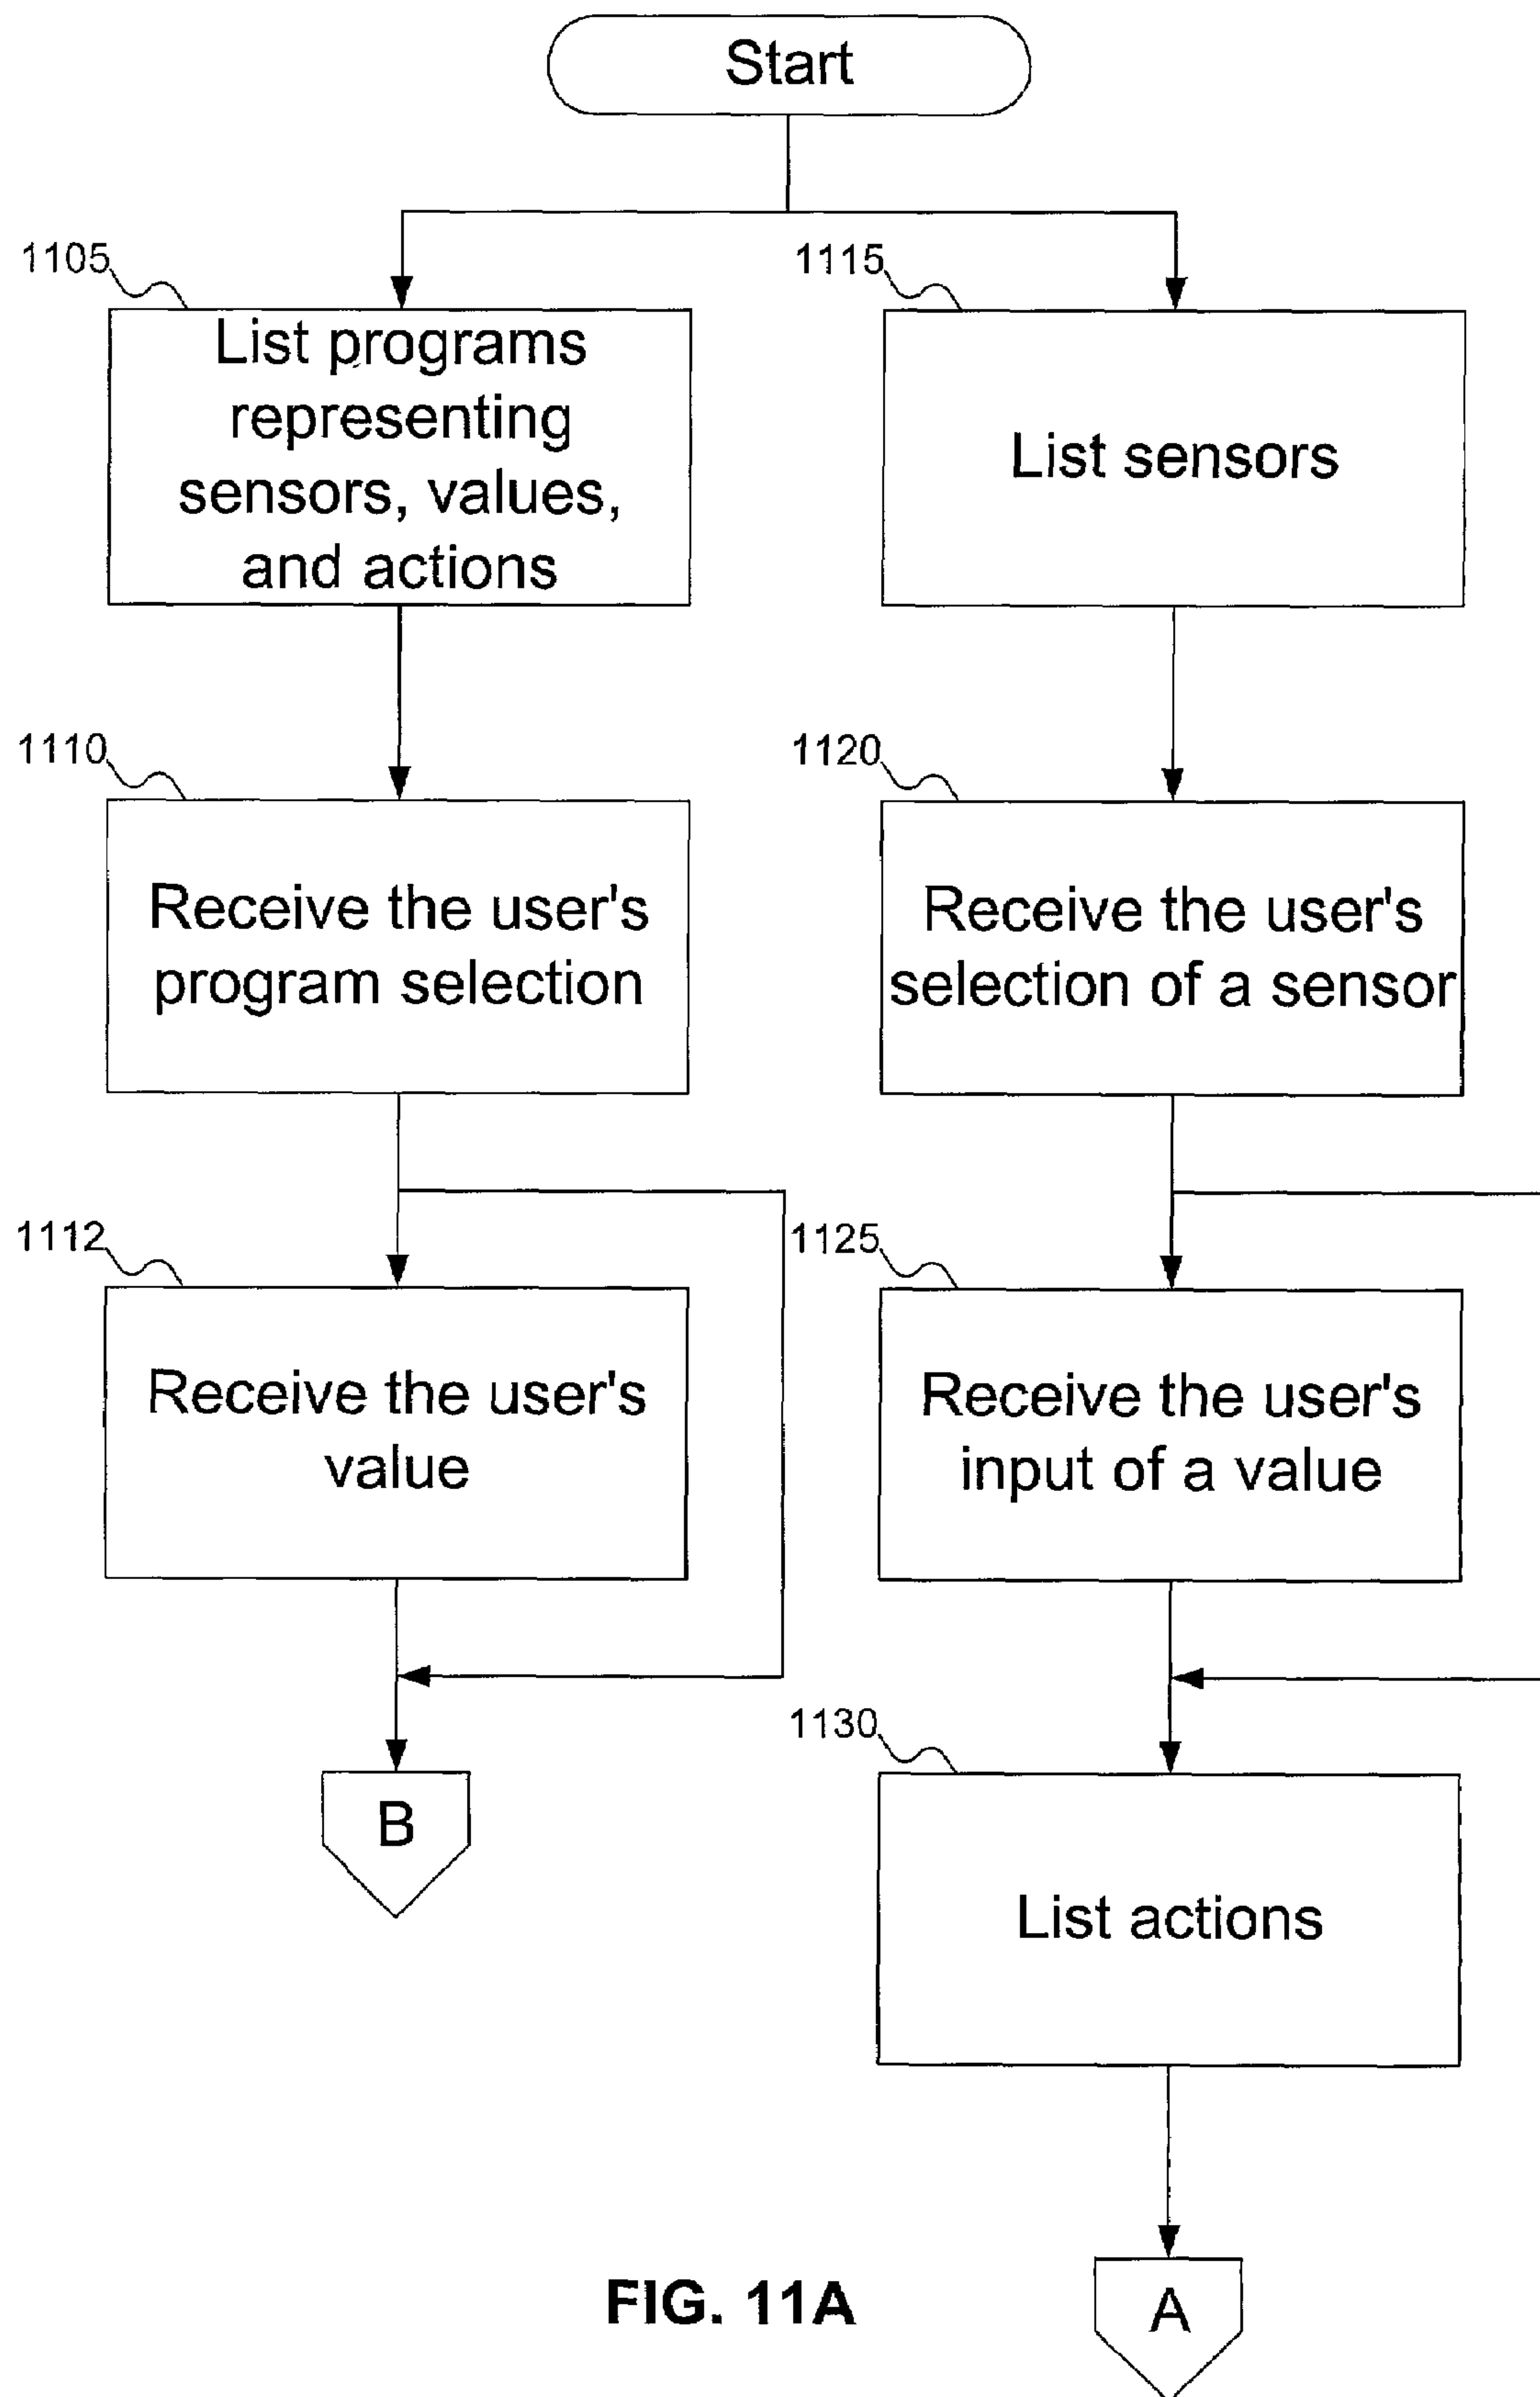 Start
1105
List programs
representing
sensors, values,
and actions
1115
List sensors
1110
Receive the user's
program selection
1120
Receive the user's
selection of a sensor
1112
Receive the user's
value
1125
Receive the user's
input of a value
B
1130
List actions
A
FIG. 11A